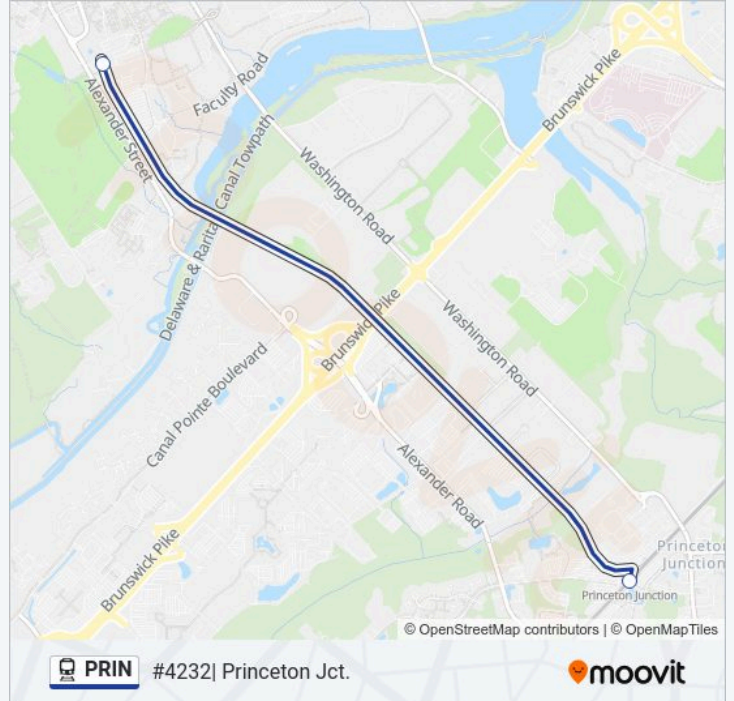 Faculty Road
Brunswick Pike
Alexander Street
Washington Road
Delaware & Raritan Canal Towpath
Brunswick Pike
Washington Road
Canal Pointe Boulevard
Alexander Road
Brunswick Pike
Princeton
Junction
Princeton Junction
© OpenStreetMap contributors | © OpenMapTiles
PRIN #4232| Princeton Jct.
moovit